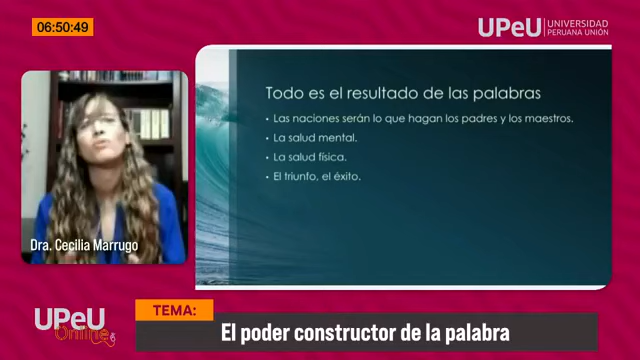 06:50:49
UPeU UNIVERSIDAD
PERUANA UNIÓN
Todo es el resultado de las palabras
• Las naciones serán lo que hagan los padres y los maestros.
• La salud mental.
• La salud física.
• El triunfo, el éxito.
Dra. Cecilia Marrugo
UPeU
Online
TEMA:
El poder constructor de la palabra